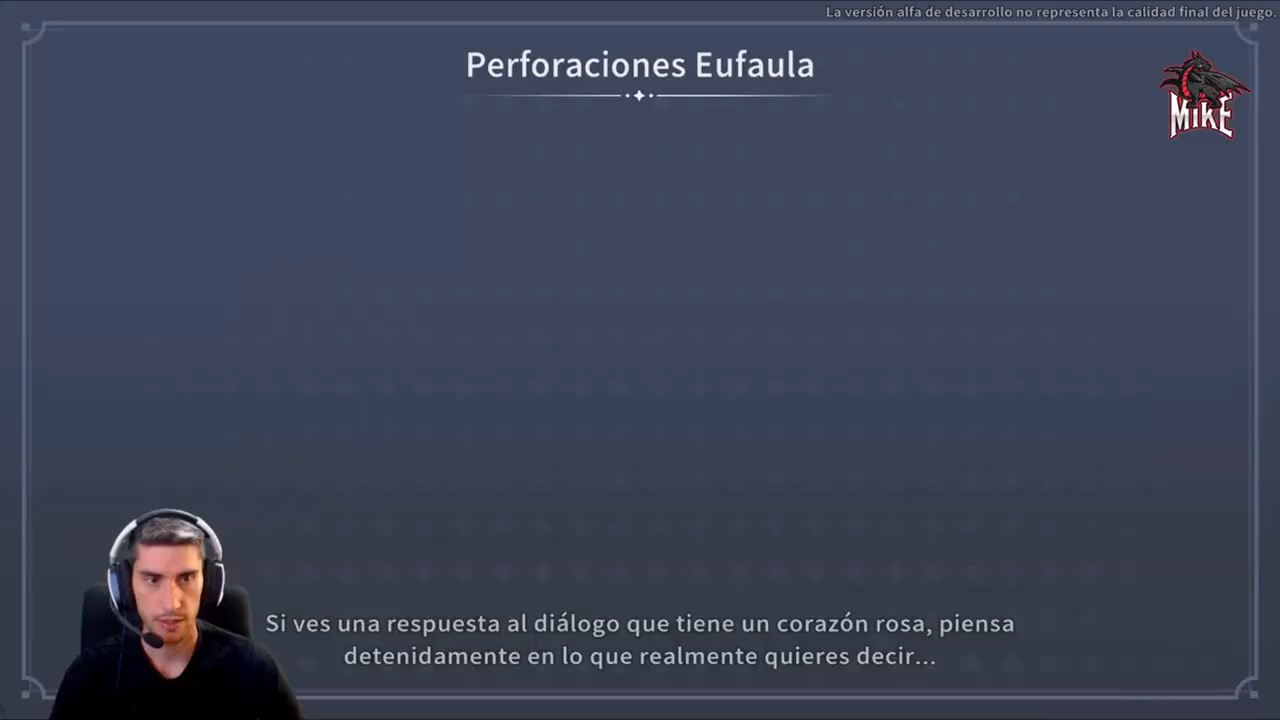 La versión alfa de desarrollo no representa la calidad final del juego.
Perforaciones Eufaula
MIKE
Si ves una respuesta al diálogo que tiene un corazón rosa, piensa
detenidamente en lo que realmente quieres decir...